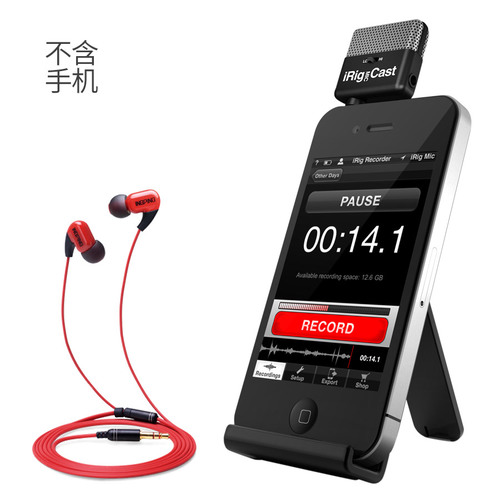 不含
手机
iRig MIC Cast
iRig Recorder
iRig Mic
Other Days
PAUSE
00:14.1
Available recording space: 12.6 GB
RECORD
00:14.1
Recordings
Setup
Export
Shop